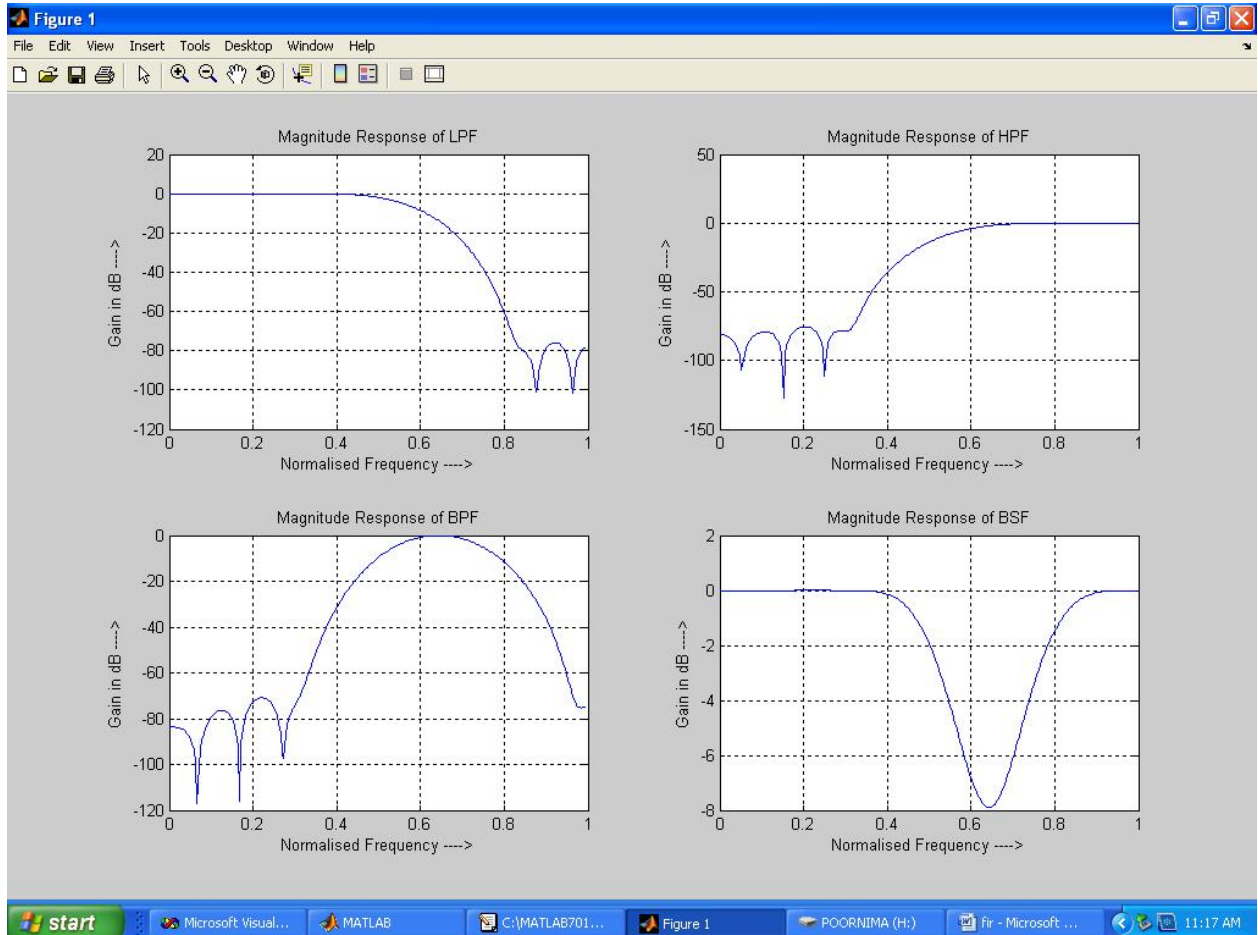 Figure 1
File Edit View Insert Tools Desktop Window Help
Magnitude Response of LPF
20
0
-20
-40
-60
-80
-100
-120
0 0.2 0.4 0.6 0.8 1
Gain in dB ---->
Normalised Frequency ---->
Magnitude Response of HPF
50
0
-50
-100
-150
0 0.2 0.4 0.6 0.8 1
Gain in dB ---->
Normalised Frequency ---->
Magnitude Response of BPF
0
-20
-40
-60
-80
-100
-120
0 0.2 0.4 0.6 0.8 1
Gain in dB ---->
Normalised Frequency ---->
Magnitude Response of BSF
2
0
-2
-4
-6
-8
0 0.2 0.4 0.6 0.8 1
Gain in dB ---->
Normalised Frequency ---->
start Microsoft Visual... MATLAB C:\MATLAB701... Figure 1 POORNIMA (H:) fir - Microsoft ... 11:17 AM